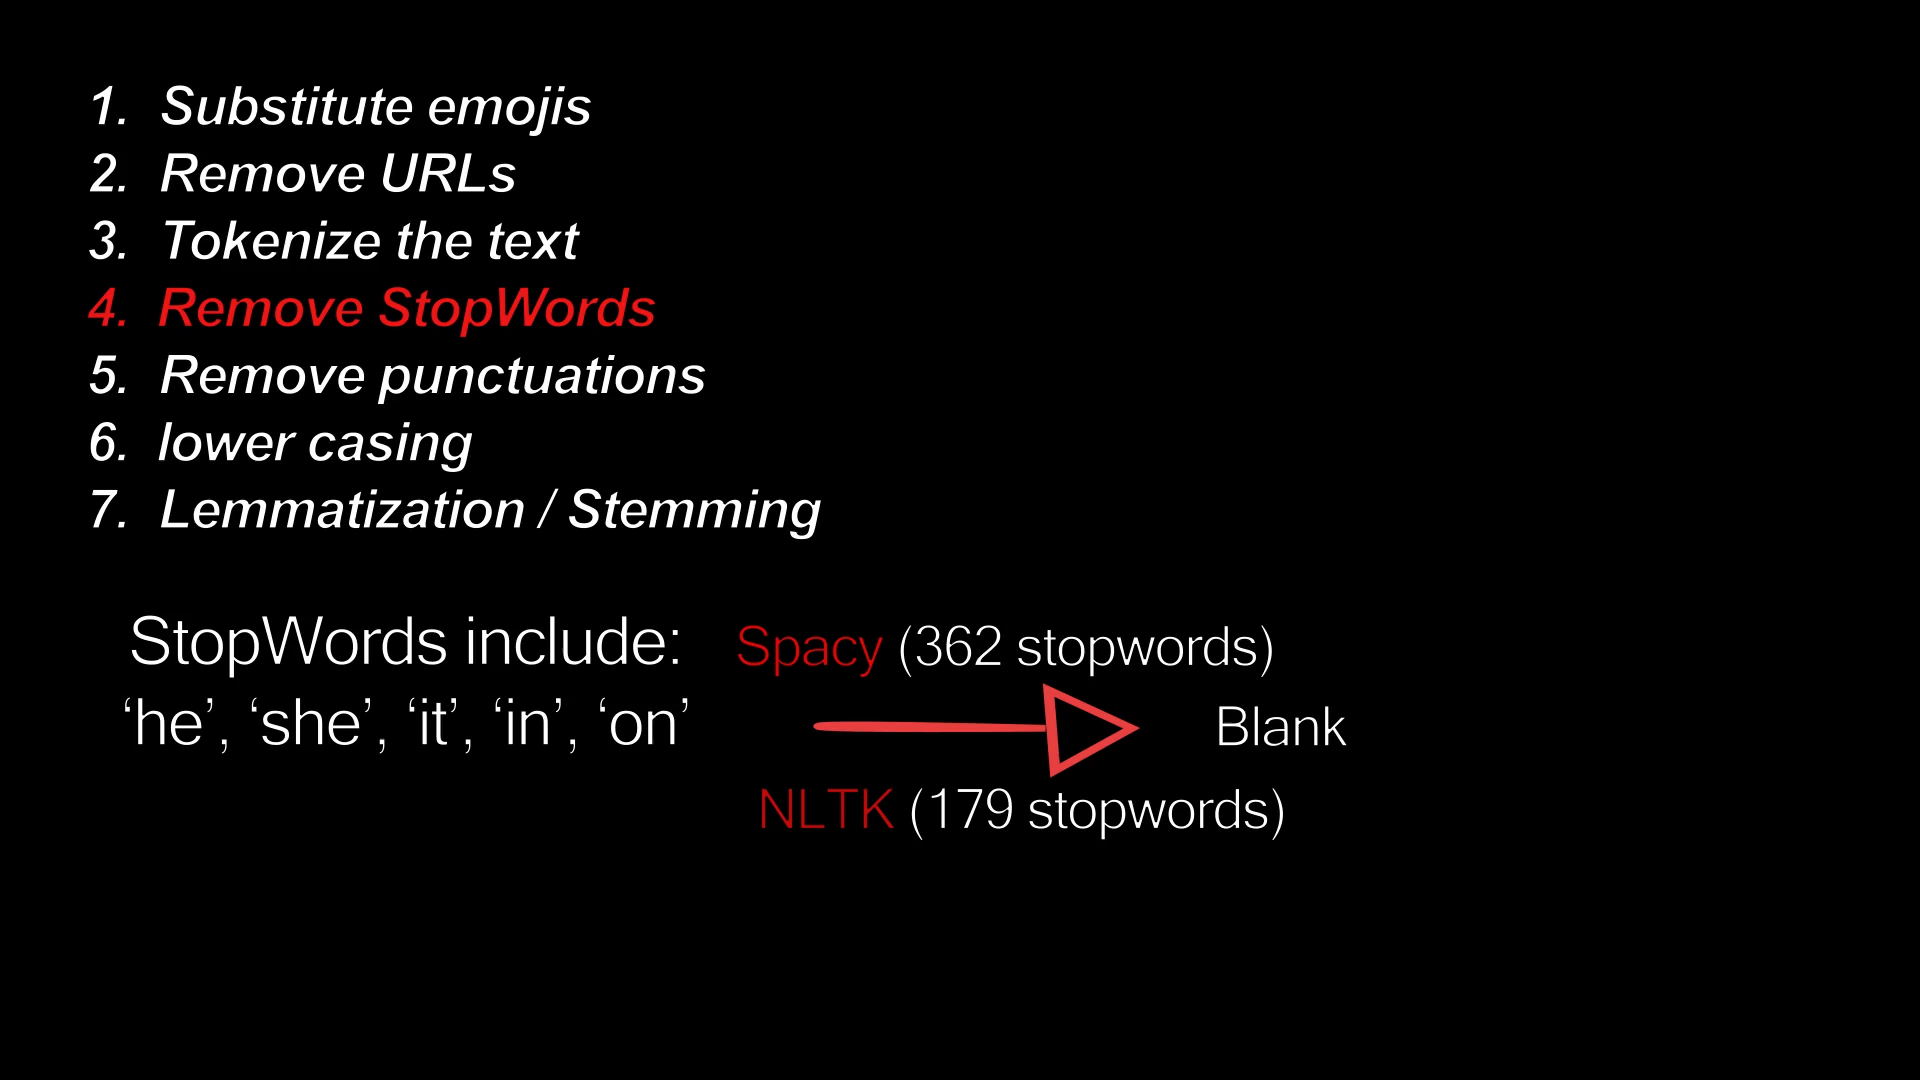 1. Substitute emojis
2. Remove URLs
3. Tokenize the text
4. Remove StopWords
5. Remove punctuations
6. lower casing
7. Lemmatization / Stemming
StopWords include:
‘he’, ‘she’, ‘it’, ‘in’, ‘on’
Spacy (362 stopwords)
Blank
NLTK (179 stopwords)